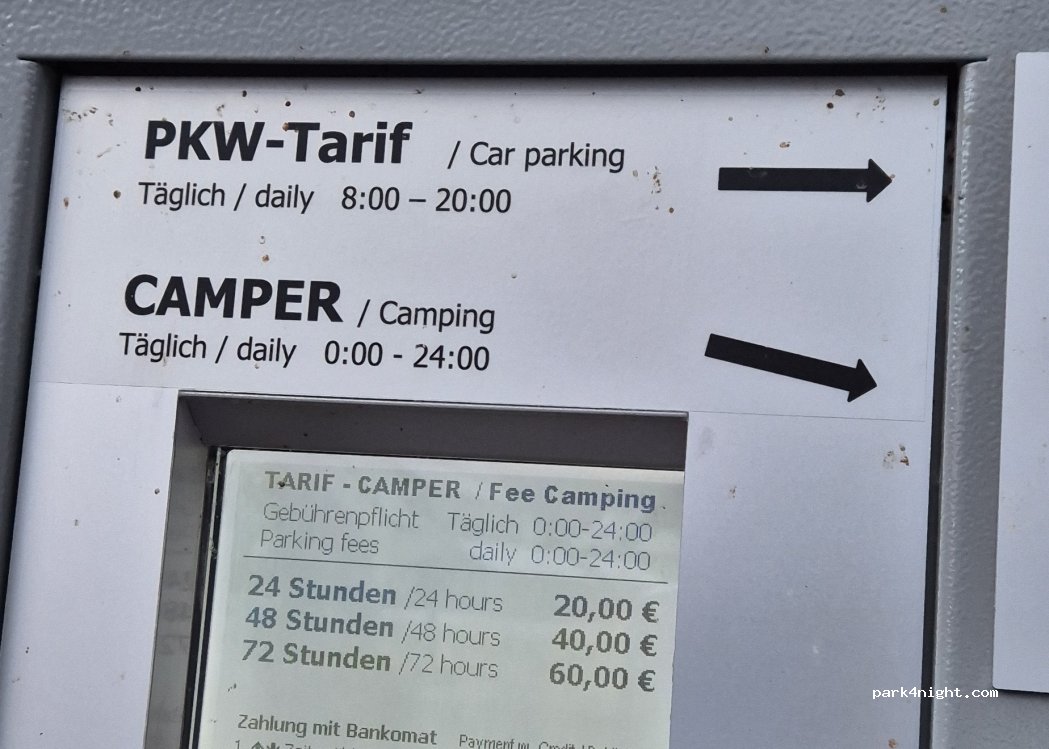 PKW-Tarif / Car parking
Täglich / daily 8:00 – 20:00
CAMPER / Camping
Täglich / daily 0:00 - 24:00
TARIF - CAMPER / Fee Camping
Gebührenpflicht Täglich 0:00-24:00
Parking fees daily 0:00-24:00
24 Stunden /24 hours 20,00 €
48 Stunden /48 hours 40,00 €
72 Stunden /72 hours 60,00 €
Zahlung mit Bankomat Payment
park4night.com